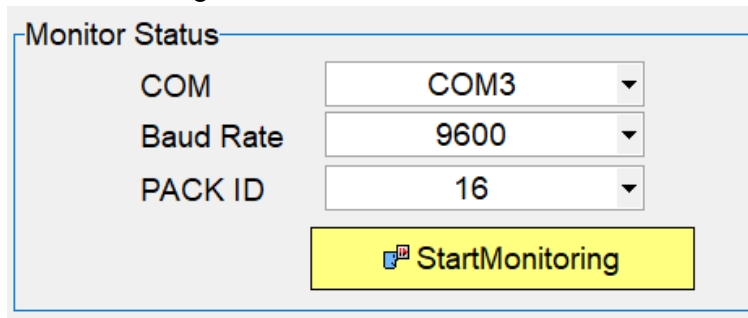 Monitor Status
COM COM3
Baud Rate 9600
PACK ID 16
StartMonitoring